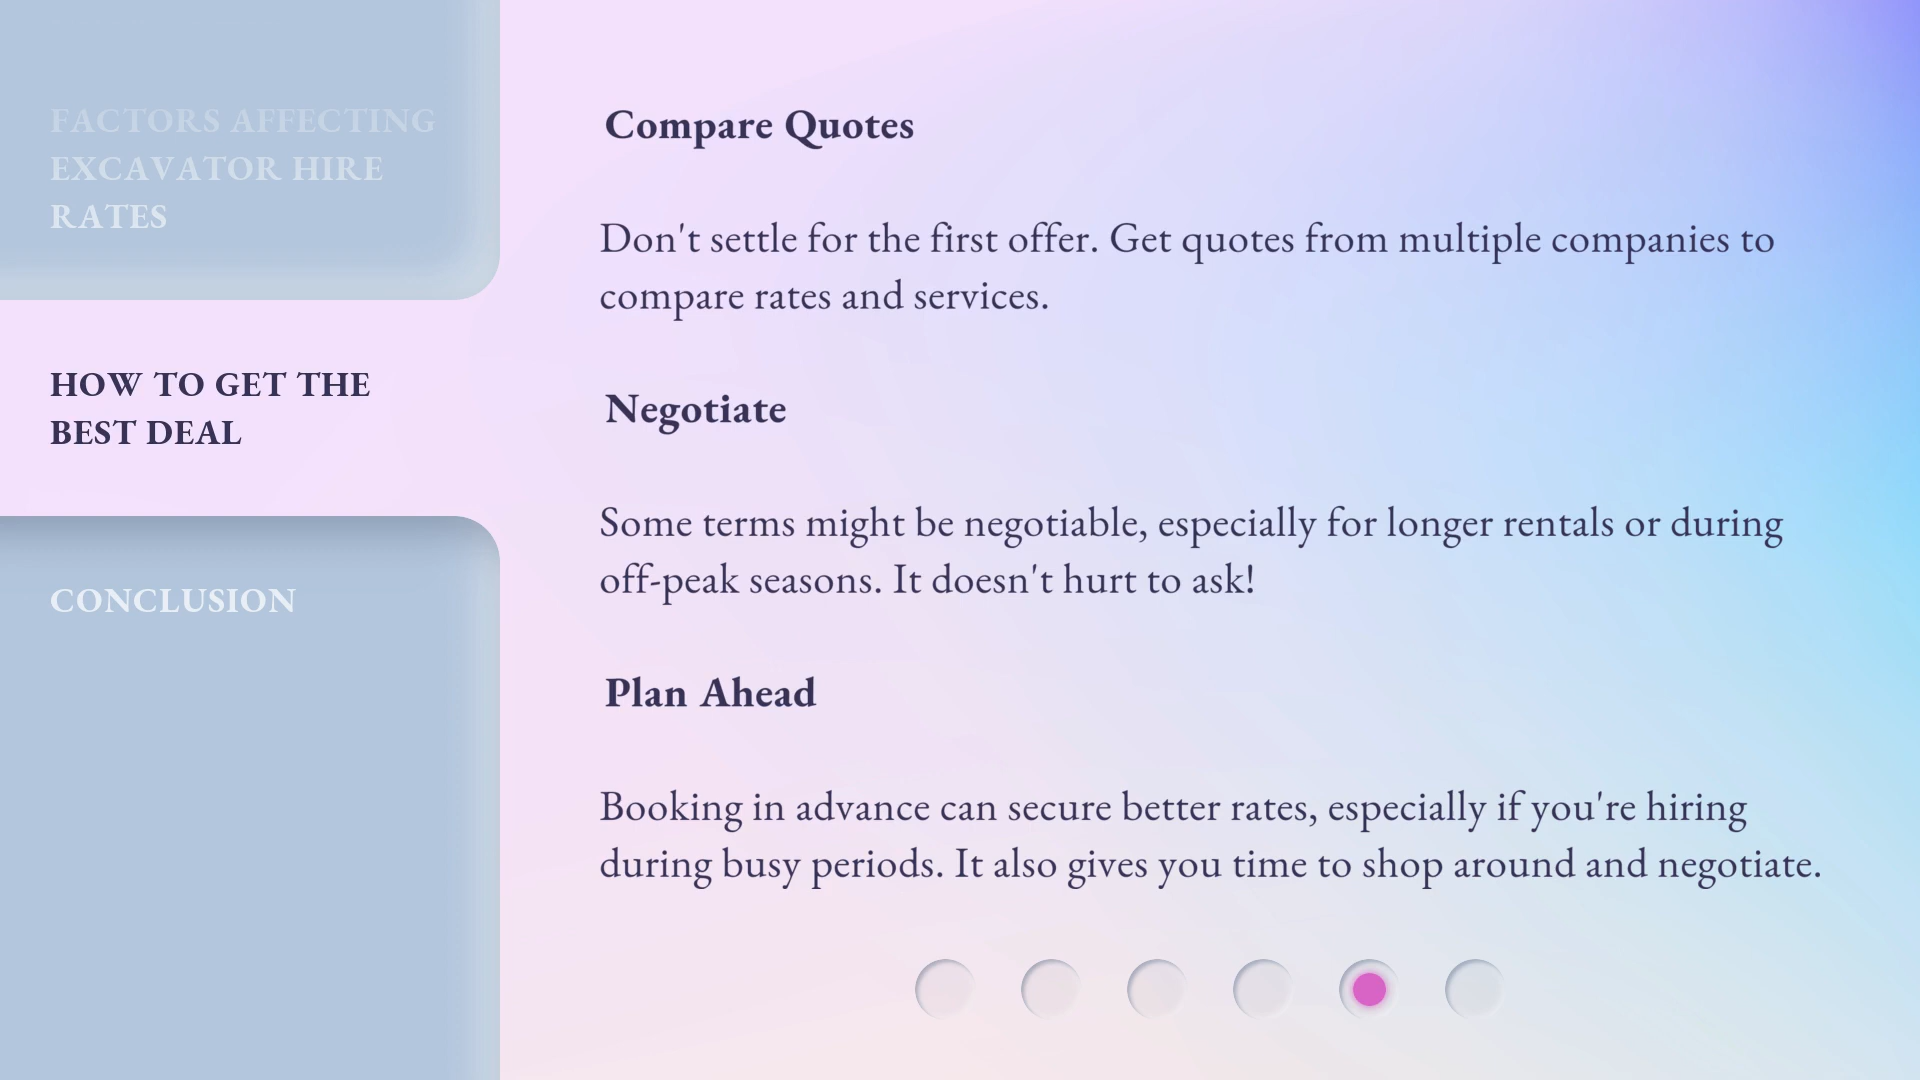 FACTORS AFFECTING
EXCAVATOR HIRE
RATES
HOW TO GET THE
BEST DEAL
CONCLUSION
Compare Quotes
Don't settle for the first offer. Get quotes from multiple companies to
compare rates and services.
Negotiate
Some terms might be negotiable, especially for longer rentals or during
off-peak seasons. It doesn't hurt to ask!
Plan Ahead
Booking in advance can secure better rates, especially if you're hiring
during busy periods. It also gives you time to shop around and negotiate.